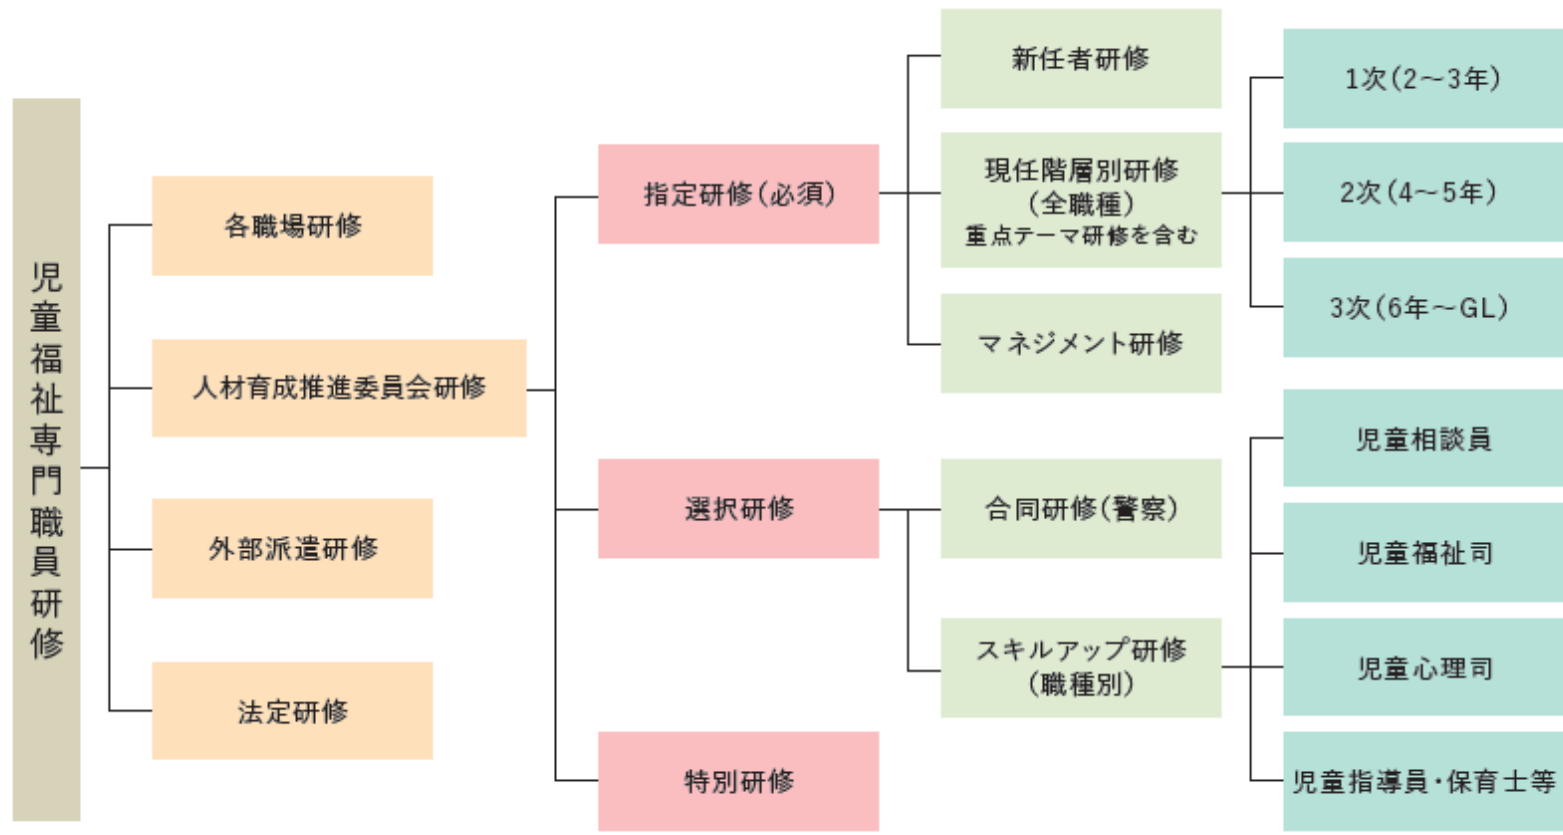 児童福祉専門職員研修
各職場研修
人材育成推進委員会研修
外部派遣研修
法定研修
指定研修(必須)
選択研修
特別研修
新任者研修
現任階層別研修
(全職種)
重点テーマ研修を含む
マネジメント研修
合同研修(警察)
スキルアップ研修
(職種別)
1次(2～3年)
2次(4～5年)
3次(6年～GL)
児童相談員
児童福祉司
児童心理司
児童指導員・保育士等